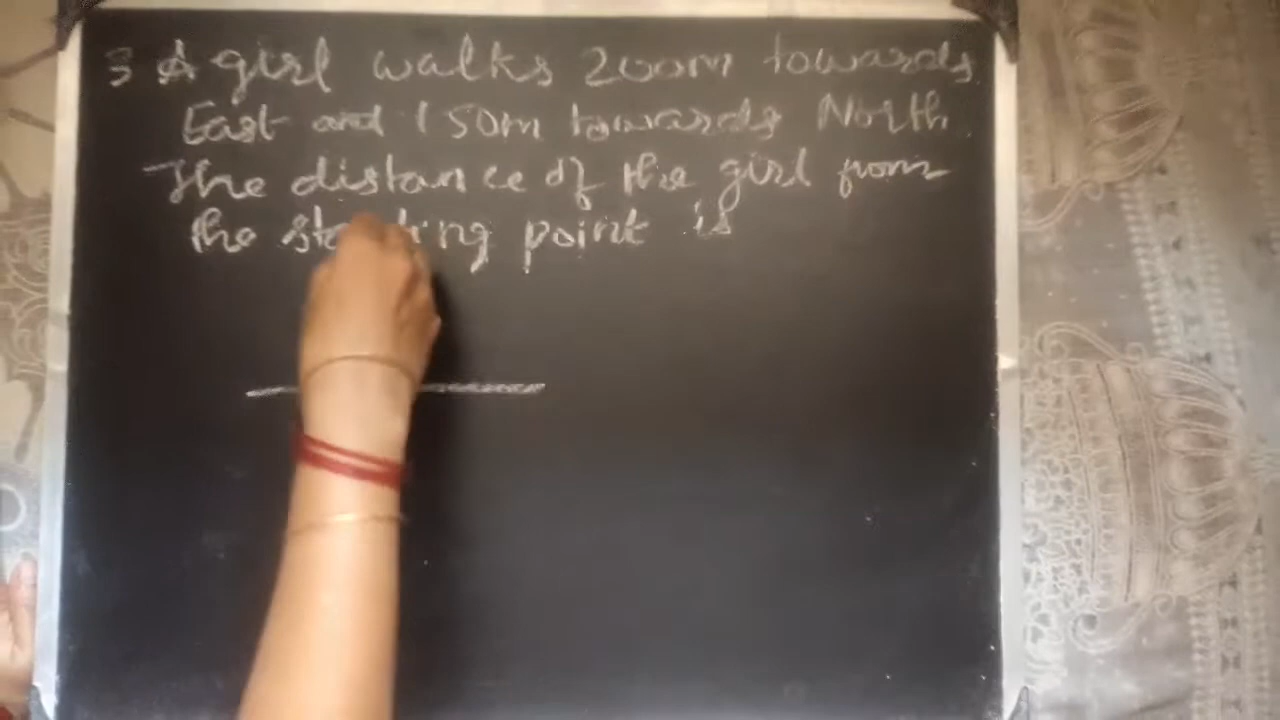 3 A girl walks 200m towards
East and 150m towards North
The distance of the girl from
the point is